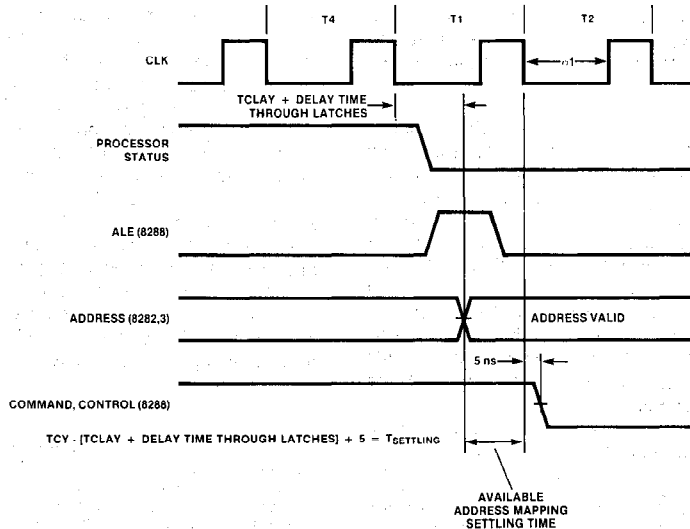 T4
T1
T2
CLK
TCLAY + DELAY TIME
THROUGH LATCHES
PROCESSOR
STATUS
ALE (8288)
ADDRESS (8282,3)
ADDRESS VALID
5 ns
COMMAND, CONTROL (8288)
TCY - [TCLAY + DELAY TIME THROUGH LATCHES] + 5 = TSETTLING
AVAILABLE
ADDRESS MAPPING
SETTLING TIME